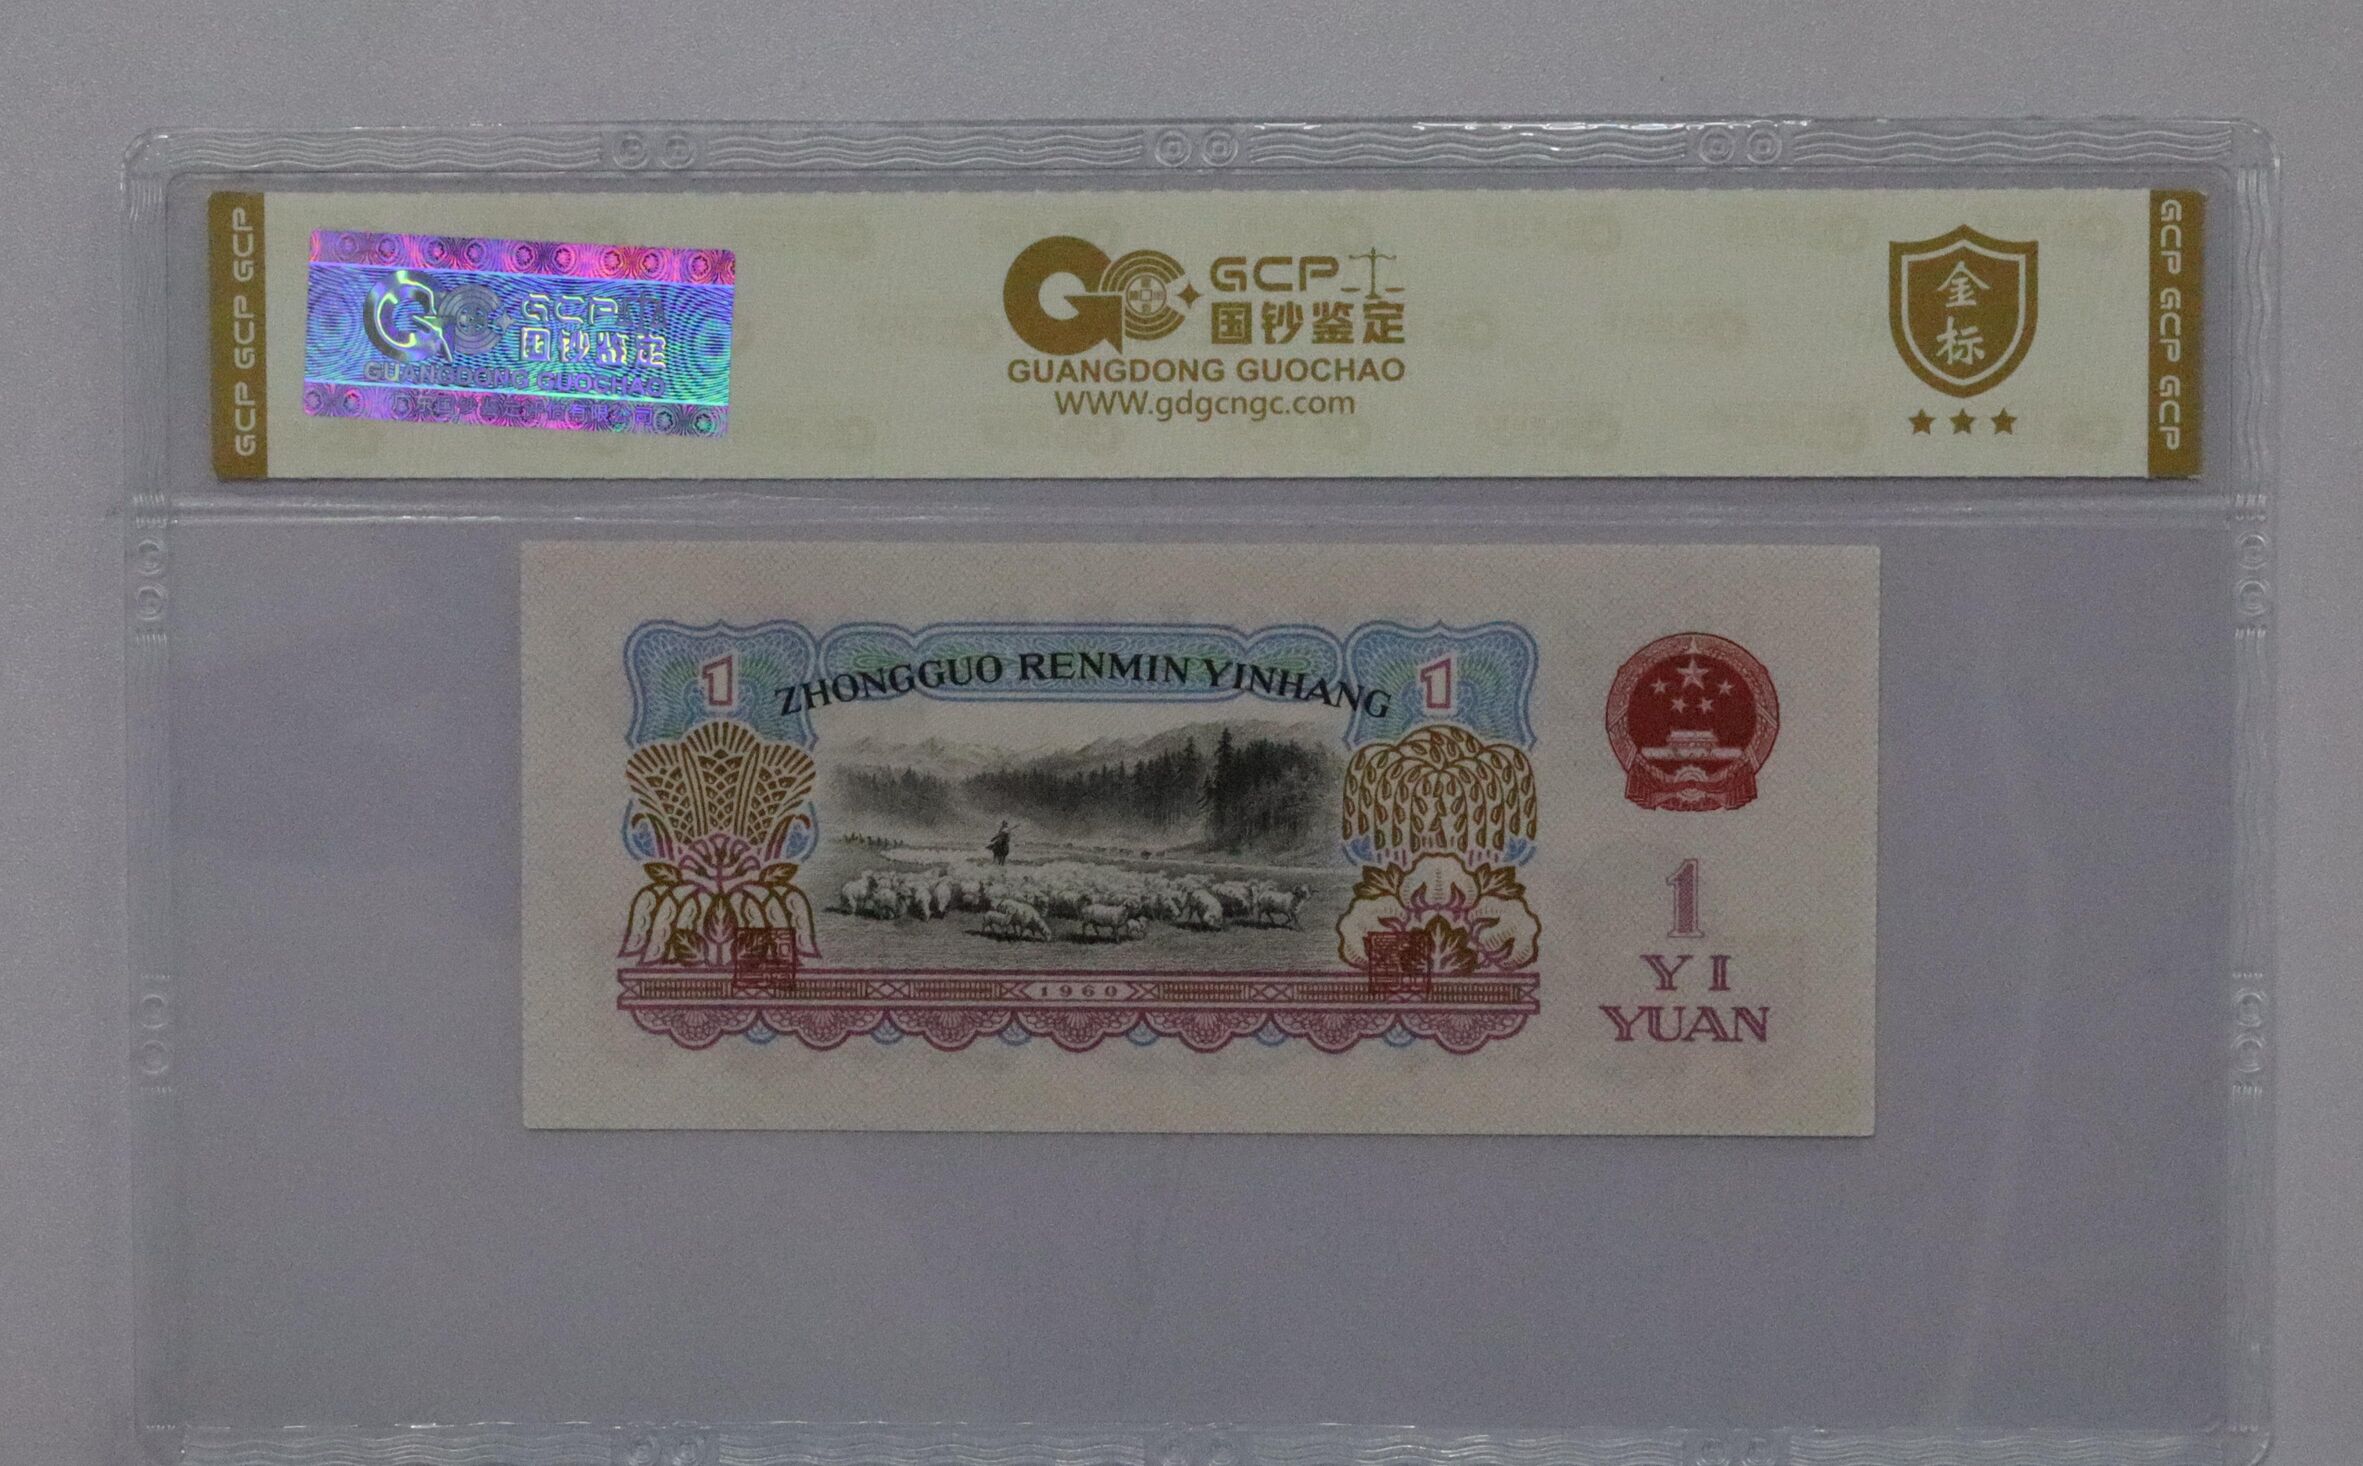 GCP GCP GCP
GCP
国钞鉴定
GUANGDONG GUOCHAO
GCP
国钞鉴定
GUANGDONG GUOCHAO
www.gdgcngc.com
金
标
GCP GCP GCP
1
ZHONGGUO RENMIN YINHANG
1
1960
1
YI
YUAN